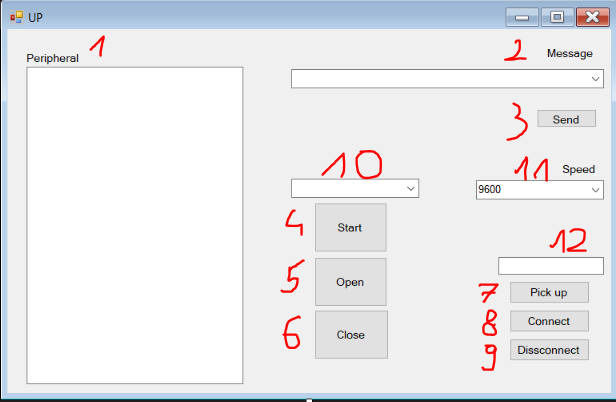 UP
1
2 Message
Peripheral
3 Send
10
11 Speed
9600
4 Start
12
5 Open
7 Pick up
6 Close
8 Connect
9 Dissconnect